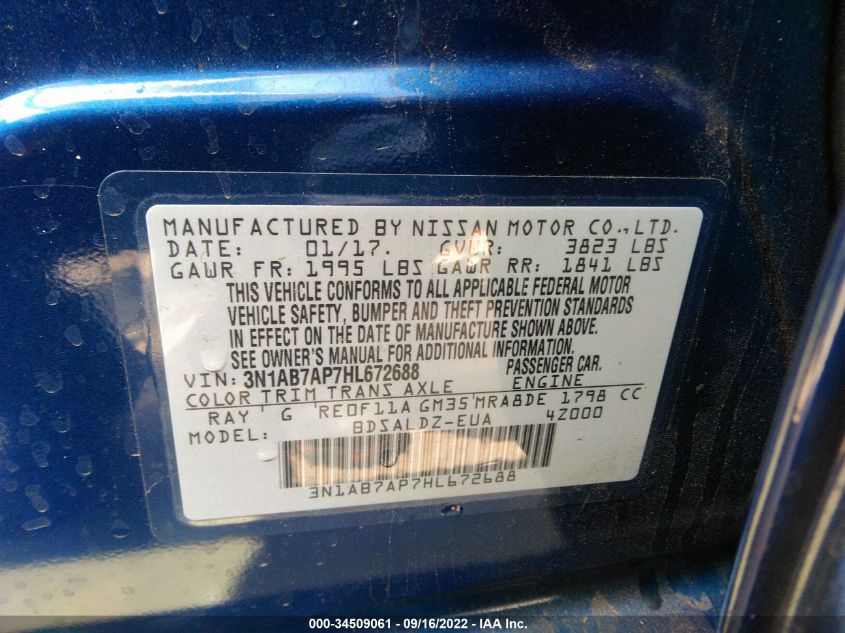 MANUFACTURED BY NISSAN MOTOR CO., LTD.
DATE: 01/17. GVWR: 3823 LBS
GAWR FR: 1995 LBS GAWR RR: 1841 LBS
THIS VEHICLE CONFORMS TO ALL APPLICABLE FEDERAL MOTOR
VEHICLE SAFETY, BUMPER AND THEFT PREVENTION STANDARDS
IN EFFECT ON THE DATE OF MANUFACTURE SHOWN ABOVE.
SEE OWNER'S MANUAL FOR ADDITIONAL INFORMATION.
VIN: 3N1AB7AP7HL672688 PASSENGER CAR.
COLOR TRIM TRANS AXLE ENGINE
RAY G RE0F11A GM35 MRA8DE 1798 CC
MODEL: BDSALDZ-EUA 42000
3N1AB7AP7HL672688
000-34509061 / 09/16/2022 - IAA Inc.